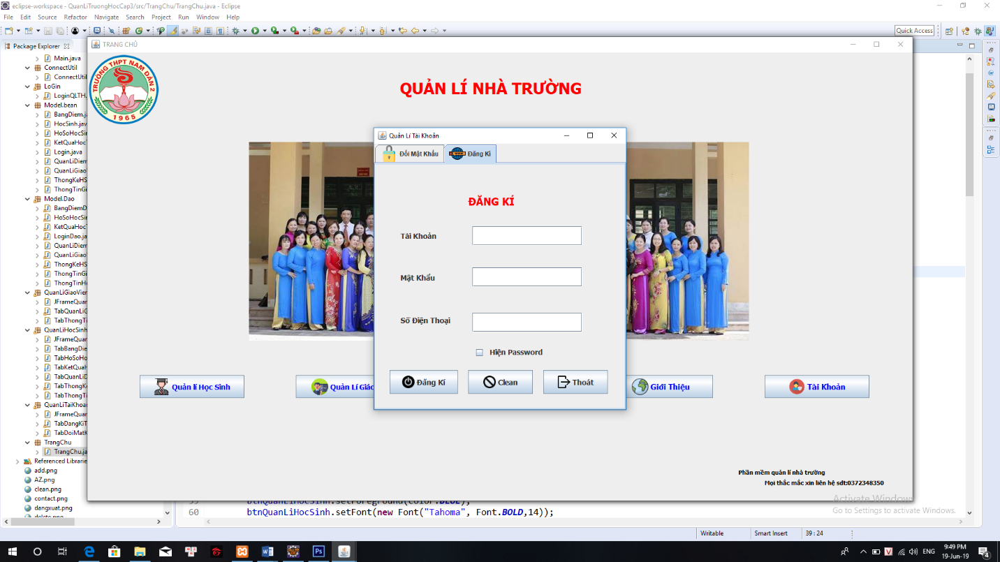 eclipse-workspace - QuanLiTruongHocCap3/src/TrangChu/TrangChu.java - Eclipse
File Edit Source Refactor Navigate Search Project Run Window Help
Quick Access
Package Explorer
Main.java
ConnectUtil
ConnectUtil
LoGin
LoginQLTH.
Model.bean
BangDiem.j
HocSinh.jav
HoSoHocSi
KetQuaHoc
Login.java
QuanLiDiem
QuanLiGiao
ThongKeHS
ThongTinGi
Model.Dao
BangDiemD
HoSoHocSi
KetQuaHoc
LoginDao.ja
QuanLiDiem
QuanLiGiao
ThongKeHS
ThongTinGi
ThongTinHo
QuanLiGiaoVien
JFrameQuan
TabQuanLiG
TabThongTi
QuanLiHocSinh
JFrameQuan
TabBangDie
TabHoSoHo
TabKetQuaH
TabQuanLiD
TabThongKe
TabThongTi
QuanLiTaiKhoan
JFrameQuan
TabDangKiT
TabDoiMatK
TrangChu
TrangChu.ja
Referenced Librarie
add.png
AZ.png
clean.png
contact.png
dangxuat.png
delete.png
TRANG CHỦ
TRƯỜNG THPT NAM ĐÀN 2
1965
QUẢN LÍ NHÀ TRƯỜNG
Quản Lí Tài Khoản
Đổi Mật Khẩu
Đăng Kí
ĐĂNG KÍ
Tài Khoản
Mật Khẩu
Số Điện Thoại
Hiện Password
Đăng Kí
Clean
Thoát
Quản lí Học Sinh
Quản Lí Giáo
Giới Thiệu
Tài Khoản
Phần mềm quản lí nhà trường
Mọi thắc mắc xin liên hệ sdt:0372348350
Activate Windows
Go to Settings to activate Windows.
59 btnQuanLiHocSinh.setForeground(Color.BLUE);
60 btnQuanLiHocSinh.setFont(new Font("Tahoma", Font.BOLD,14));
Writable Smart Insert 39 : 24
ENG
9:49 PM
19-Jun-19
4